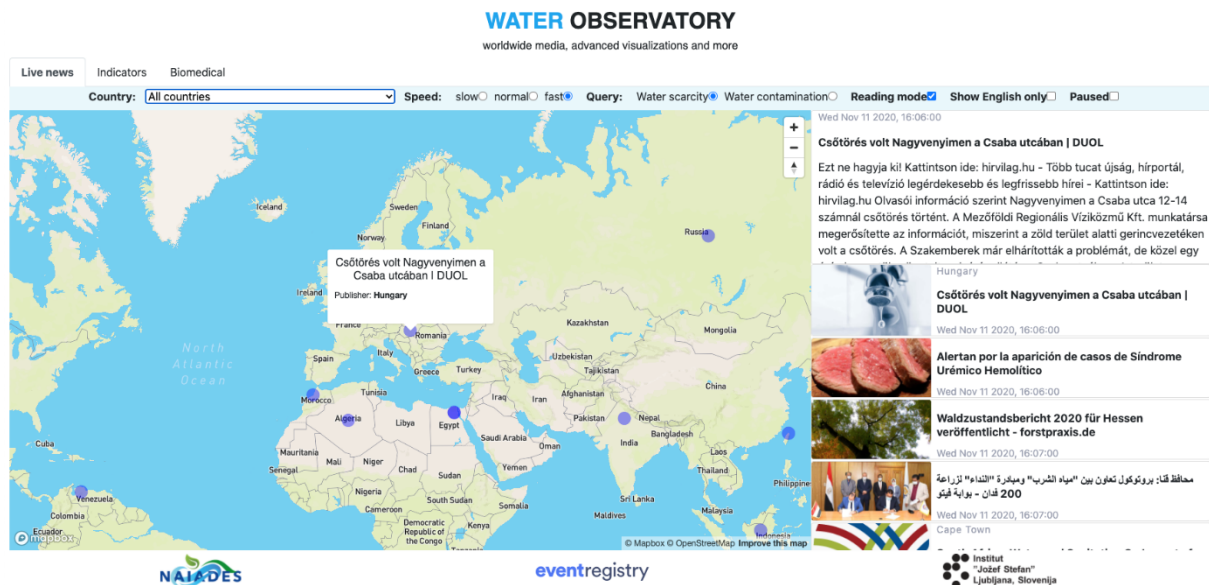 WATER OBSERVATORY
worldwide media, advanced visualizations and more
Live news Indicators Biomedical
Country: All countries Speed: slow normal fast Query: Water scarcity Water contamination Reading mode Show English only Paused
Iceland
Sweden
Finland
Norway
Russia
Csőtörés volt Nagyvenyimen a
Csaba utcában | DUOL
Publisher: Hungary
Ireland
France
Romania
Kazakhstan
Mongolia
North
Atlantic
Ocean
Spain
Italy
Greece
Turkey
Uzbekistan
Tajikistan
China
Morocco
Tunisia
Algeria
Libya
Egypt
Iraq
Iran
Afghanistan
Pakistan
Nepal
India
Bangladesh
Saudi Arabia
Oman
Cuba
Mauritania
Mali
Niger
Chad
Sudan
Yemen
Laos
Thailand
Philippine
Senegal
Nigeria
South Sudan
Somalia
Sri Lanka
Maldives
Malaysia
Venezuela
Colombia
Ecuador
Cameroon
Democratic
Republic of
the Congo
Kenya
Indonesia
mapbox
© Mapbox © OpenStreetMap Improve this map
Wed Nov 11 2020, 16:06:00
Csőtörés volt Nagyvenyimen a Csaba utcában | DUOL
Ezt ne hagyja ki! Kattintson ide: hirvilag.hu - Több tucat újság, hírportál,
rádió és televízió legérdekesebb és legfrissebb hírei - Kattintson ide:
hirvilag.hu Olvasói információ szerint Nagyvenyimen a Csaba utca 12-14
számnál csőtörés történt. A Mezőföldi Regionális Víziközmű Kft. munkatársa
megerősítette az információt, miszerint a zöld terület alatti gerincvezetéken
volt a csőtörés. A Szakemberek már elhárították a problémát, de közel egy
Hungary
Csőtörés volt Nagyvenyimen a Csaba utcában |
DUOL
Wed Nov 11 2020, 16:06:00
Alertan por la aparición de casos de Síndrome
Urémico Hemolítico
Wed Nov 11 2020, 16:06:00
Waldzustandsbericht 2020 für Hessen
veröffentlicht - forstpraxis.de
Wed Nov 11 2020, 16:07:00
محافظ قنا: بروتوكول تعاون بين "مياه الشرب" ومبادرة "النداء" لزراعة
200 فدان - بوابة فيتو
Wed Nov 11 2020, 16:07:00
Cape Town
NAIADES
eventregistry
Institut
"Jožef Stefan"
Ljubljana, Slovenija